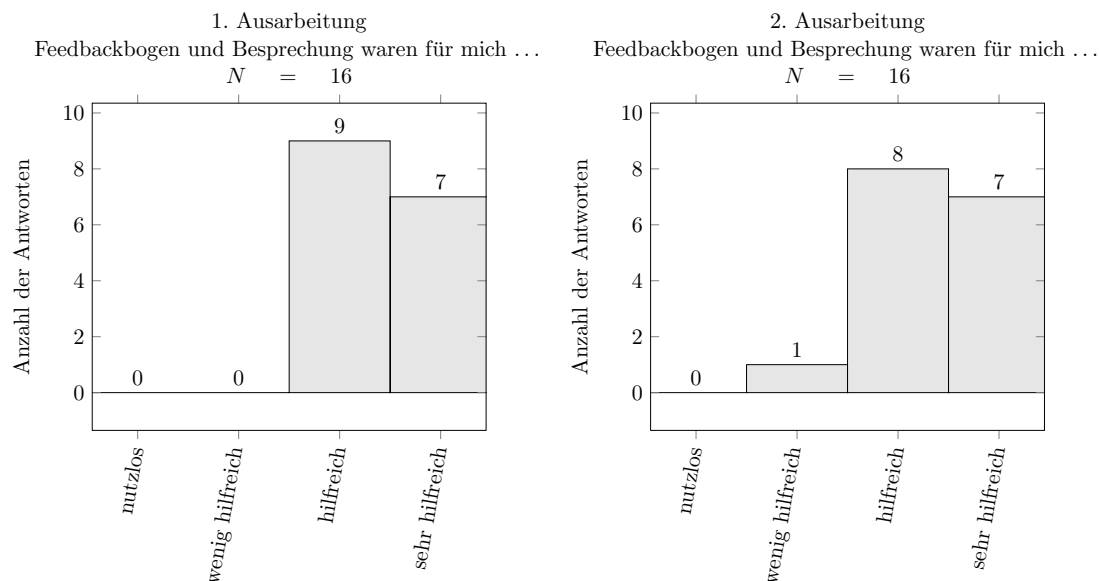 1. Ausarbeitung
Feedbackbogen und Besprechung waren für mich ...
N = 16
Anzahl der Antworten
10
8
6
4
2
0
0
0
9
7
nutzlos
wenig hilfreich
hilfreich
sehr hilfreich
2. Ausarbeitung
Feedbackbogen und Besprechung waren für mich ...
N = 16
Anzahl der Antworten
10
8
6
4
2
0
0
1
8
7
nutzlos
wenig hilfreich
hilfreich
sehr hilfreich